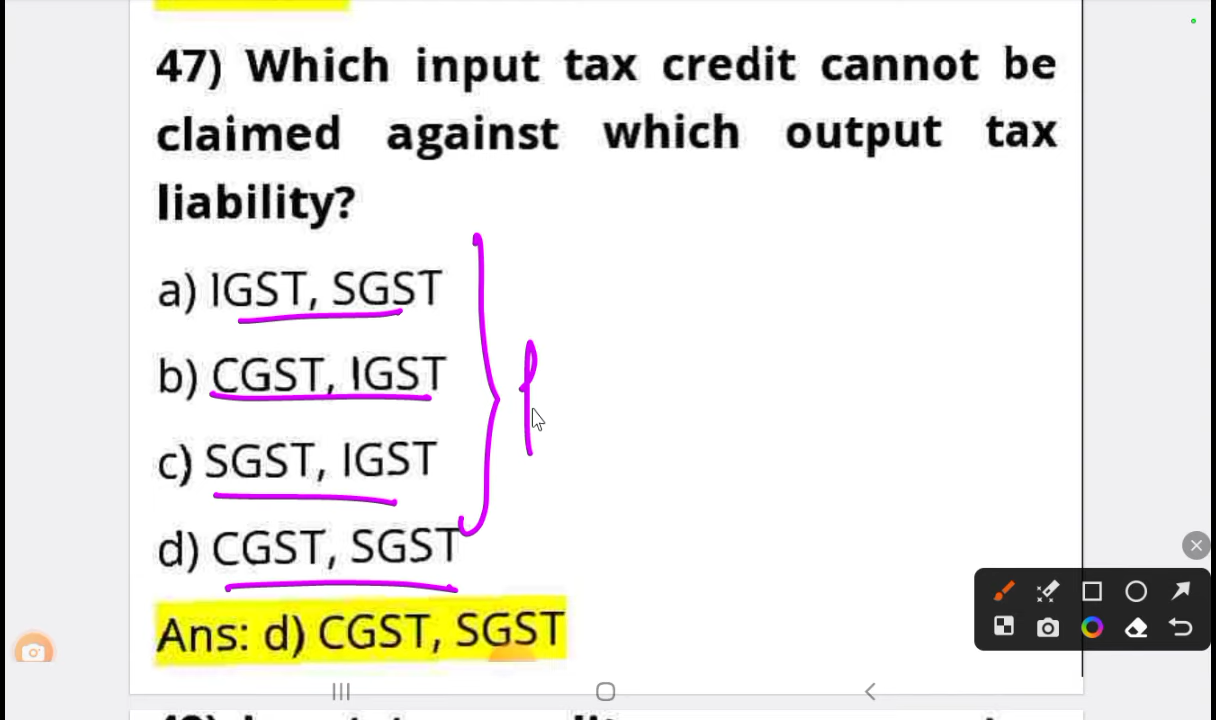 47) Which input tax credit cannot be
claimed against which output tax
liability?
a) IGST, SGST
b) CGST, IGST
c) SGST, IGST
d) CGST, SGST
Ans: d) CGST, SGST